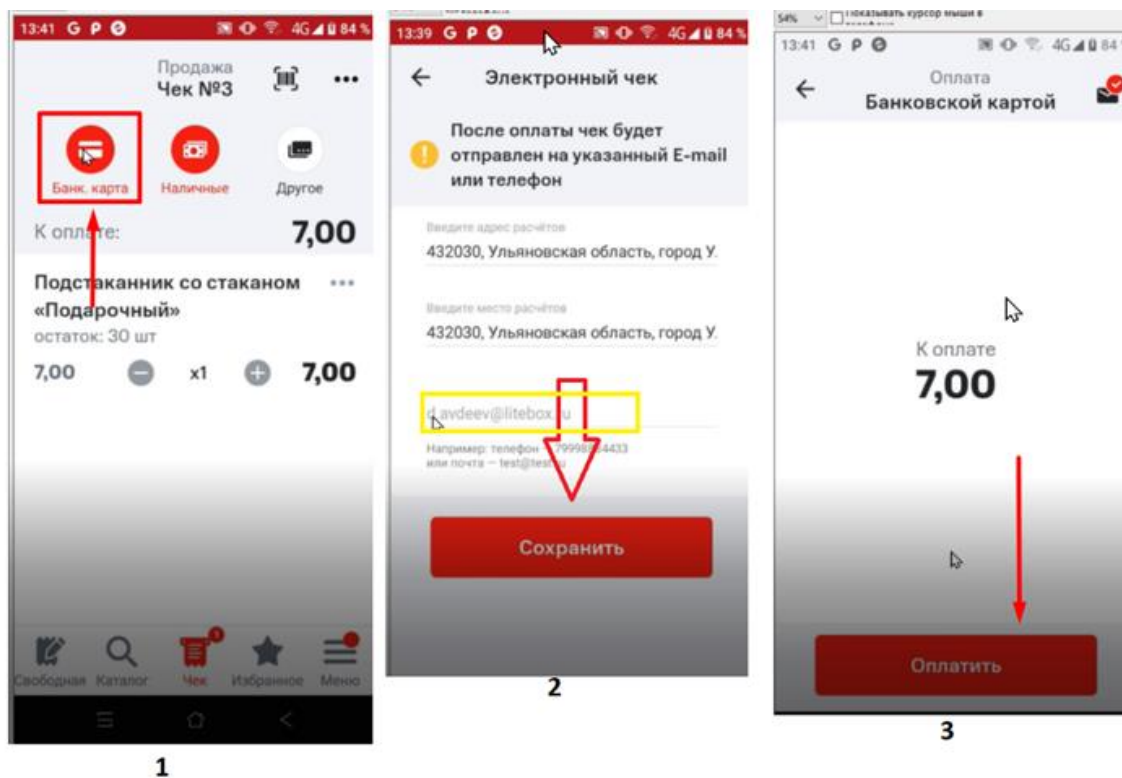 13:41 G P 4G 84 %
Продажа
Чек №3
Банк. карта
Наличные
Другое
К оплате:
7,00
Подстаканник со стаканом
«Подарочный»
остаток: 30 шт
7,00
x1
7,00
1
Свободная
Каталог
Чек
Избранное
Меню
1
13:39 G P 4G 84 %
Электронный чек
После оплаты чек будет
отправлен на указанный E-mail
или телефон
Введите адрес расчётов
432030, Ульяновская область, город У.
Введите место расчётов
432030, Ульяновская область, город У.
avdeev@litebox.
Например: телефон –
или почта – test@test.ru
Сохранить
2
54%
Показывать курсор мыши в
13:41 G P 4G 84
Оплата
Банковской картой
К оплате
7,00
Оплатить
3